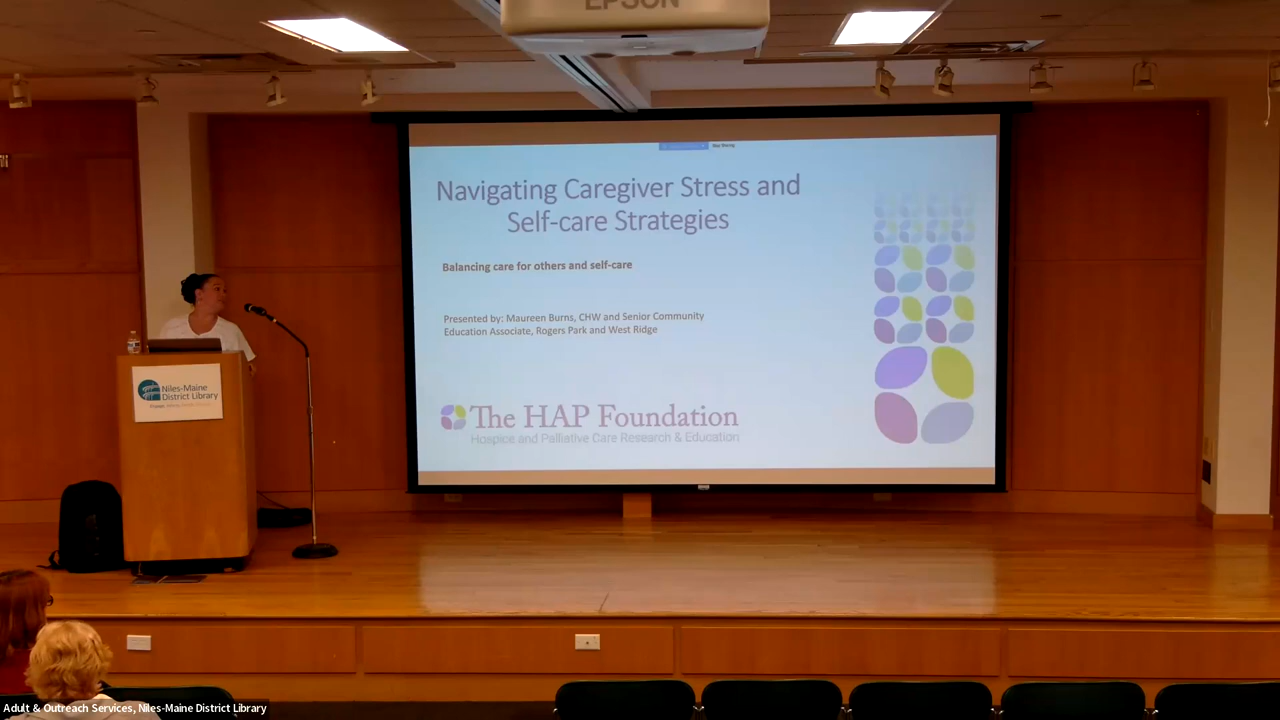 EPSON
Navigating Caregiver Stress and
Self-care Strategies
Balancing care for others and self-care
Presented by: Maureen Burns, CHW and Senior Community
Education Associate, Rogers Park and West Ridge
The HAP Foundation
Hospice and Palliative Care Research & Education
Niles-Maine
District Library
Adult & Outreach Services, Niles-Maine District Library